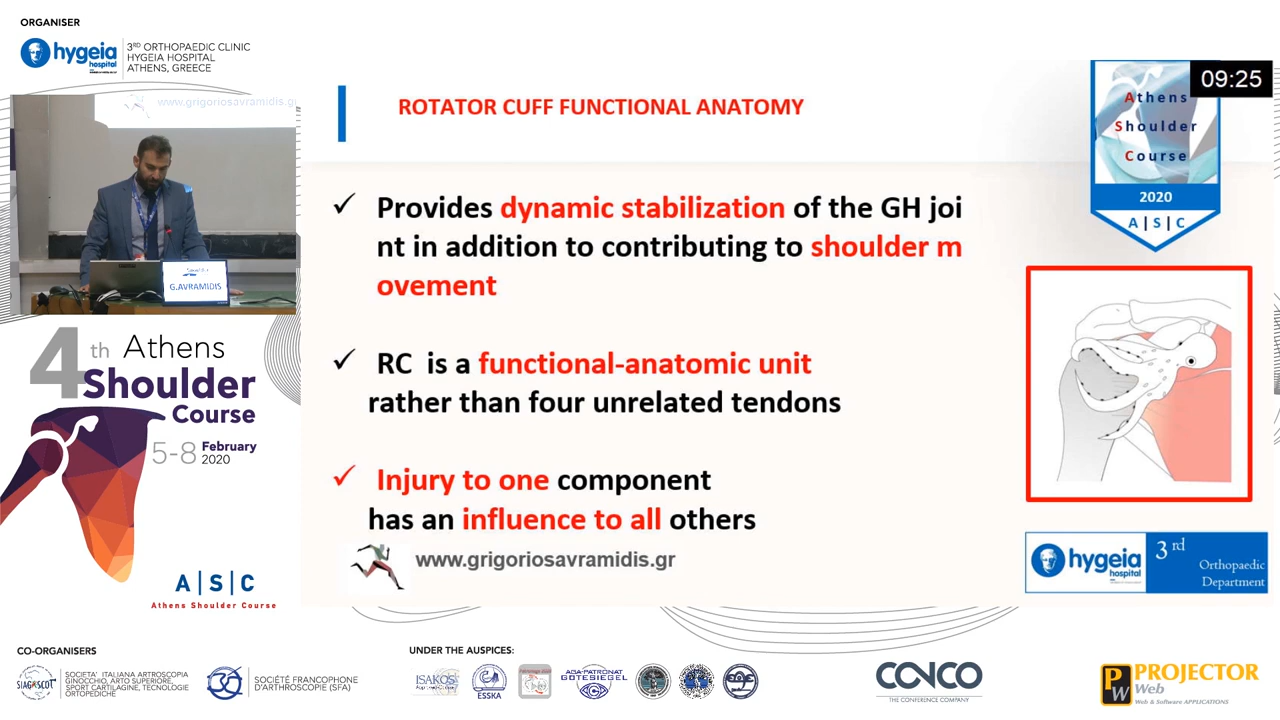 ORGANISER
hygeia
hospital
3RD ORTHOPAEDIC CLINIC
HYGEIA HOSPITAL
ATHENS, GREECE
www.grigoriosavramidis.gr
G.AVRAMIDIS
4th Athens
Shoulder
Course
5-8 February
2020
A|S|C
Athens Shoulder Course
ROTATOR CUFF FUNCTIONAL ANATOMY
09:25
Athens
Shoulder
Course
2020
A|S|C
✓ Provides dynamic stabilization of the GH joi
nt in addition to contributing to shoulder m
ovement
✓ RC is a functional-anatomic unit
rather than four unrelated tendons
✓ Injury to one component
has an influence to all others
www.grigoriosavramidis.gr
hygeia
hospital
3rd
Orthopaedic
Department
CO-ORGANISERS
SIAGASCOT
SOCIETA' ITALIANA ARTROSCOPIA
GINOCCHIO, ARTO SUPERIORE,
SPORT CARTILAGINE, TECNOLOGIE
ORTOPEDICHE
SOCIÉTÉ FRANCOPHONE
D'ARTHROSCOPIE (SFA)
UNDER THE AUSPICES:
ISAKOS
ESSKA
AGA-PATRONAT
GÜTESIEGEL
CONCO
THE CONFERENCE COMPANY
PW
PROJECTOR
Web
Web & Software APPLICATIONS